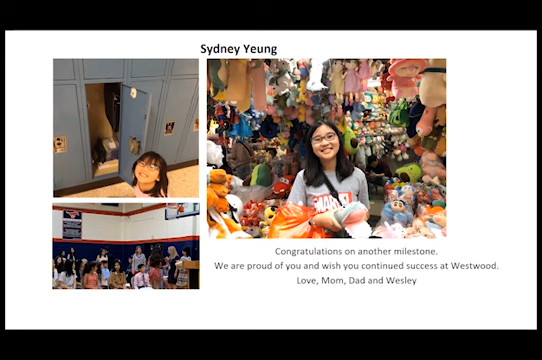 Sydney Yeung
MARVEL
Congratulations on another milestone.
We are proud of you and wish you continued success at Westwood.
Love, Mom, Dad and Wesley